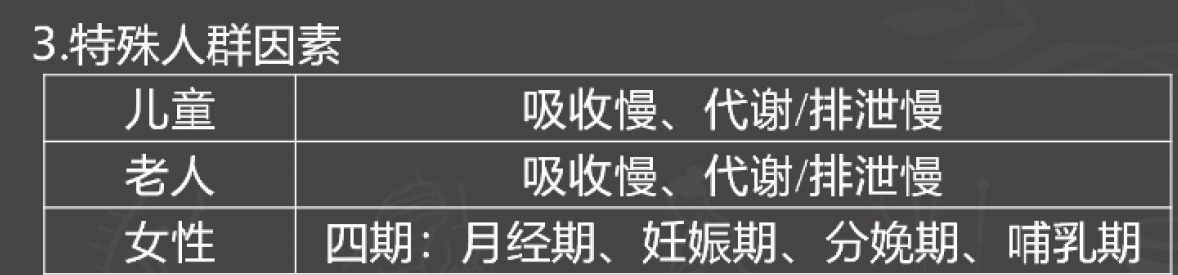 3.特殊人群因素
儿童 吸收慢、代谢/排泄慢
老人 吸收慢、代谢/排泄慢
女性 四期：月经期、妊娠期、分娩期、哺乳期